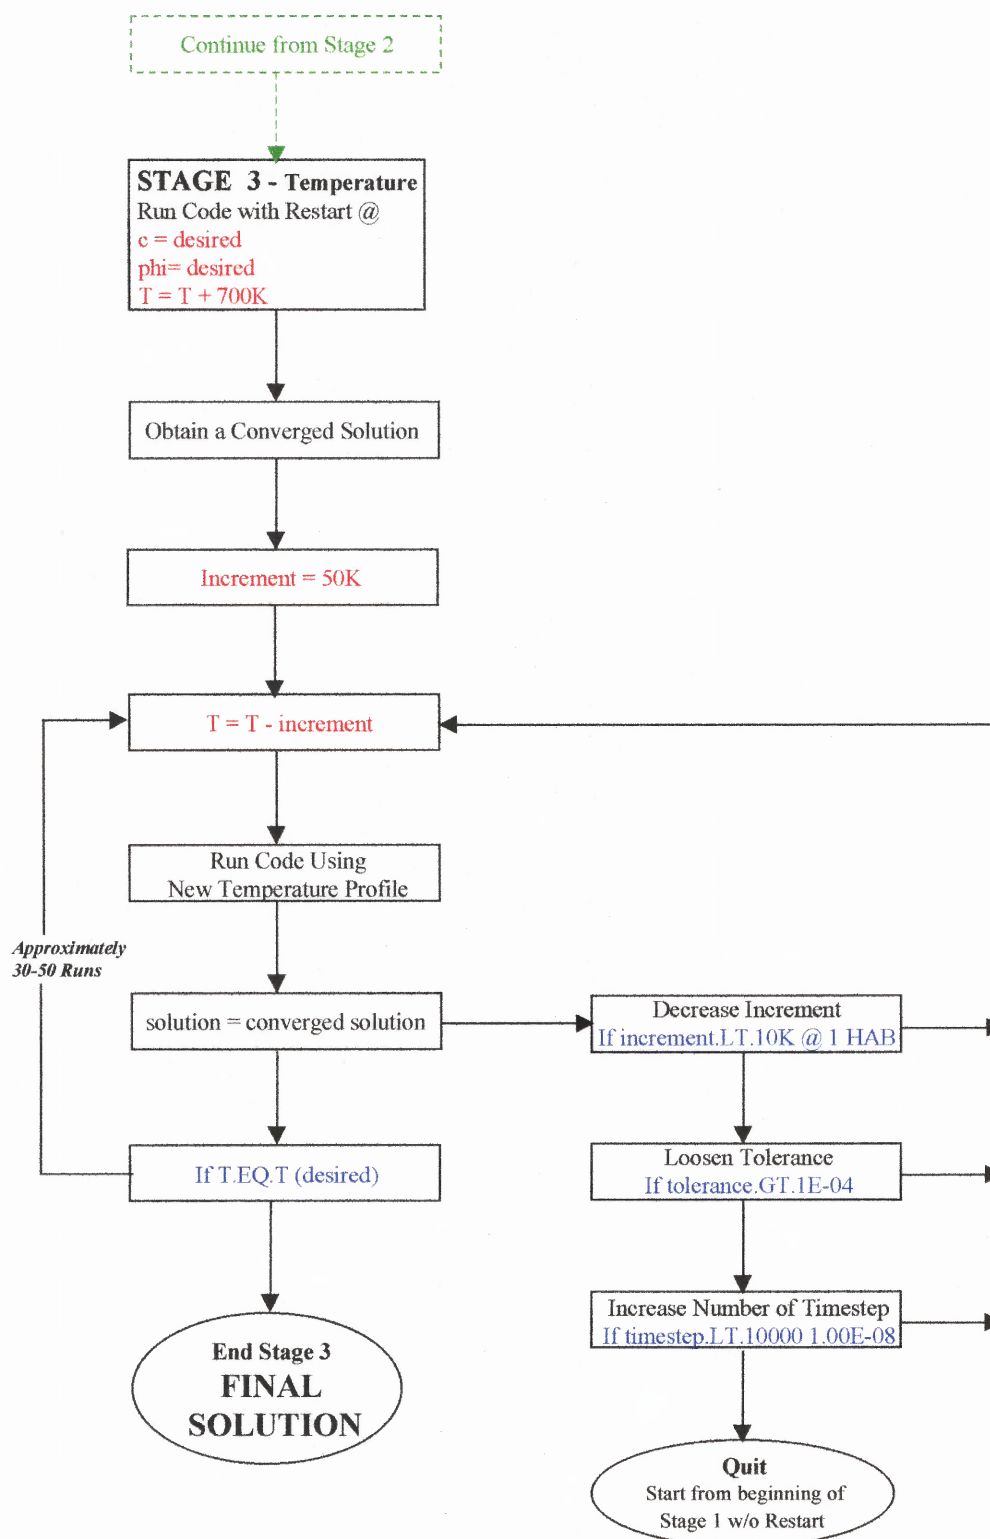 Continue from Stage 2
STAGE 3 - Temperature
Run Code with Restart @
c = desired
phi= desired
T = T + 700K
Obtain a Converged Solution
Increment = 50K
T = T - increment
Run Code Using
New Temperature Profile
Approximately
30-50 Runs
solution = converged solution
If T.EQ.T (desired)
End Stage 3
FINAL
SOLUTION
Decrease Increment
If increment.LT.10K @ 1 HAB
Loosen Tolerance
If tolerance.GT.1E-04
Increase Number of Timestep
If timestep.LT.10000 1.00E-08
Quit
Start from beginning of
Stage 1 w/o Restart